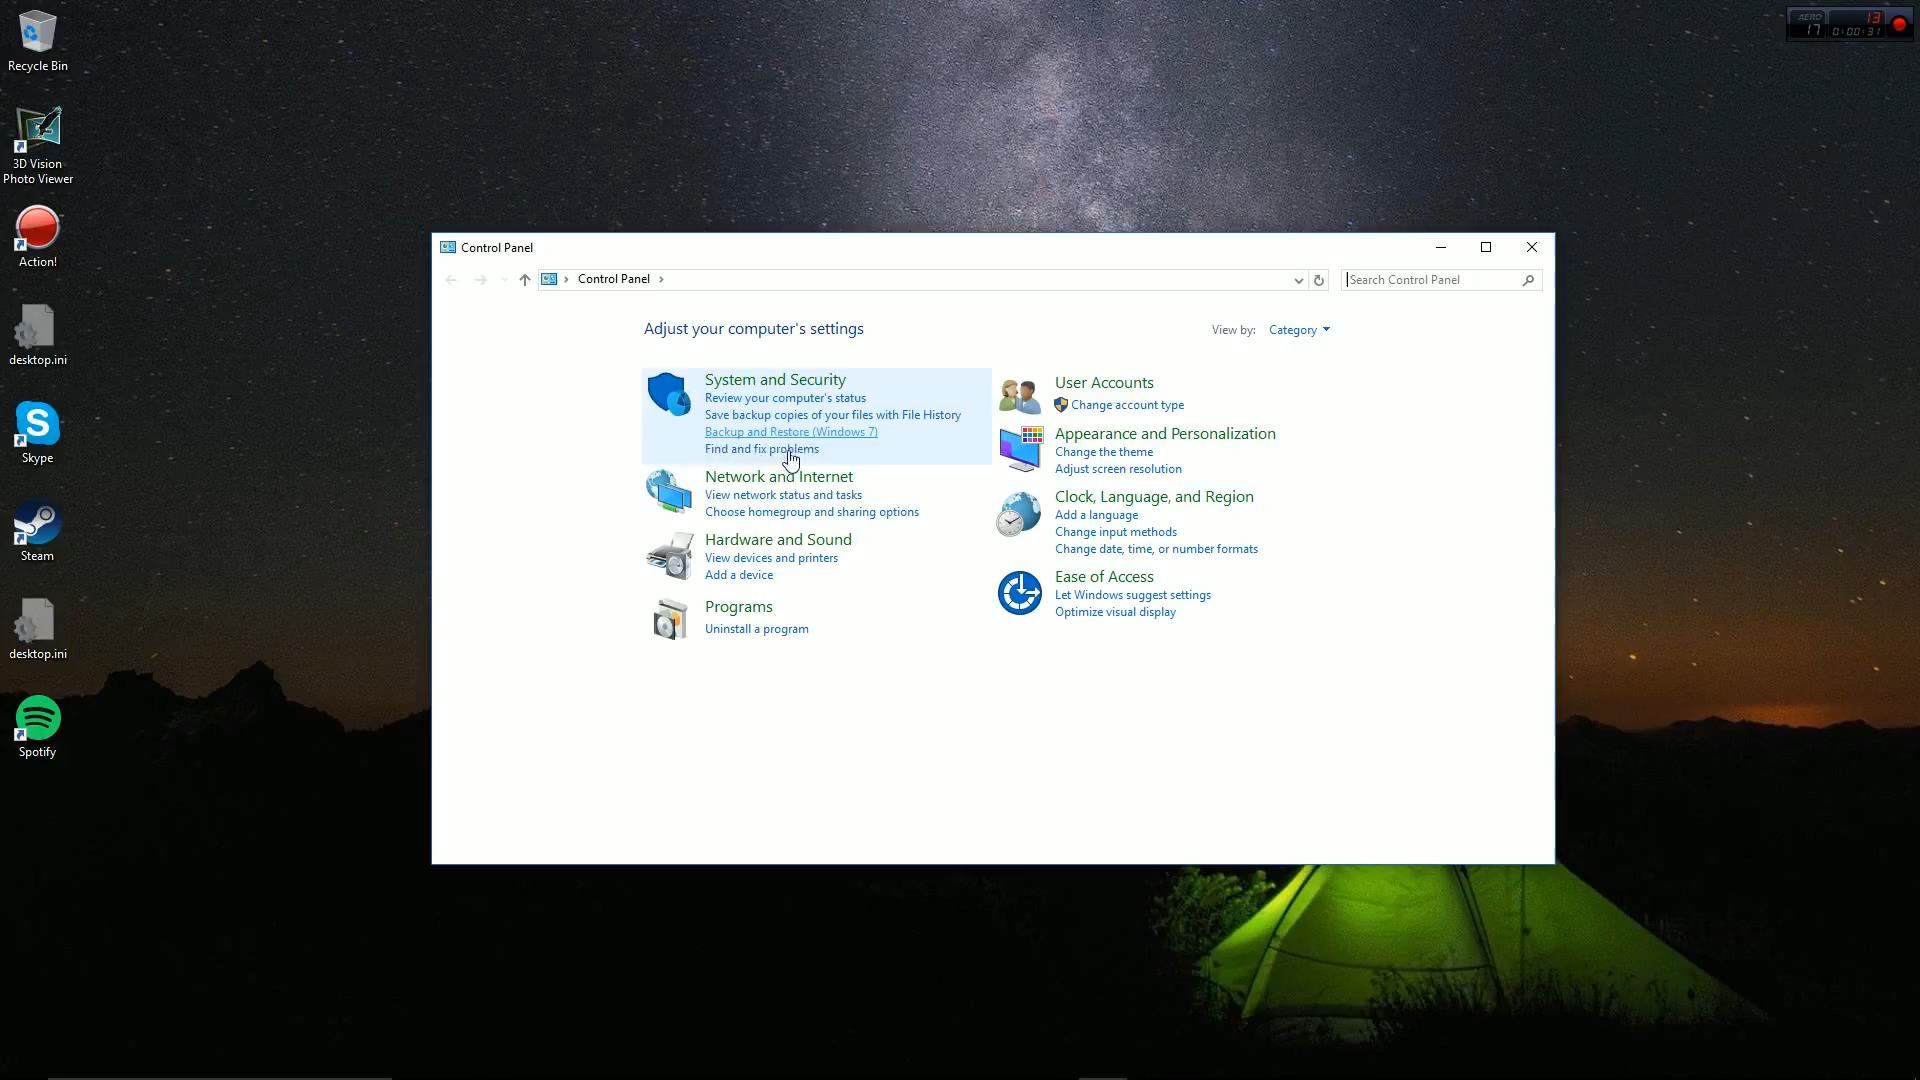 Recycle Bin
3D Vision
Photo Viewer
Action!
desktop.ini
Skype
Steam
desktop.ini
Spotify
AERO
17
13
0:00:31
Control Panel
Control Panel
Search Control Panel
Adjust your computer's settings
View by:
Category
System and Security
Review your computer's status
Save backup copies of your files with File History
Backup and Restore (Windows 7)
Find and fix problems
Network and Internet
View network status and tasks
Choose homegroup and sharing options
Hardware and Sound
View devices and printers
Add a device
Programs
Uninstall a program
User Accounts
Change account type
Appearance and Personalization
Change the theme
Adjust screen resolution
Clock, Language, and Region
Add a language
Change input methods
Change date, time, or number formats
Ease of Access
Let Windows suggest settings
Optimize visual display